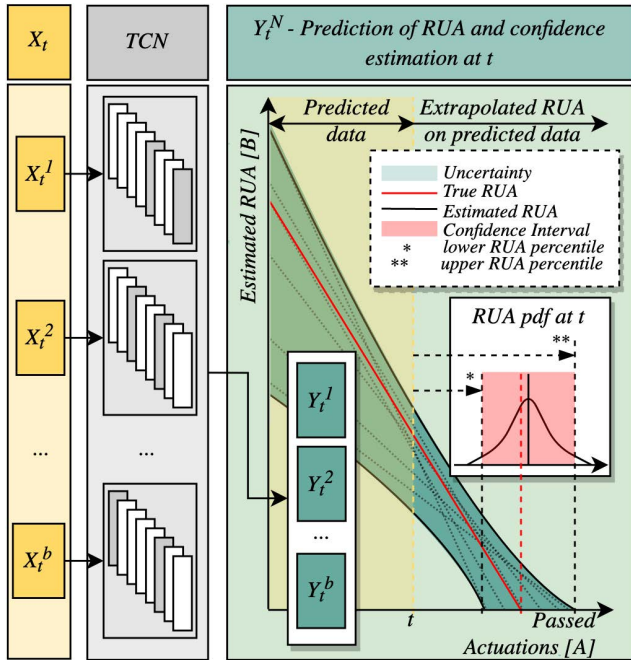 X_t
TCN
Y_t^N - Prediction of RUA and confidence
estimation at t
X_t^1
X_t^2
...
X_t^b
...
Predicted
data
Extrapolated RUA
on predicted data
Estimated RUA [B]
Uncertainty
True RUA
Estimated RUA
Confidence Interval
* lower RUA percentile
** upper RUA percentile
RUA pdf at t
**
*
Y_t^1
Y_t^2
...
Y_t^b
t
Passed
Actuations [A]